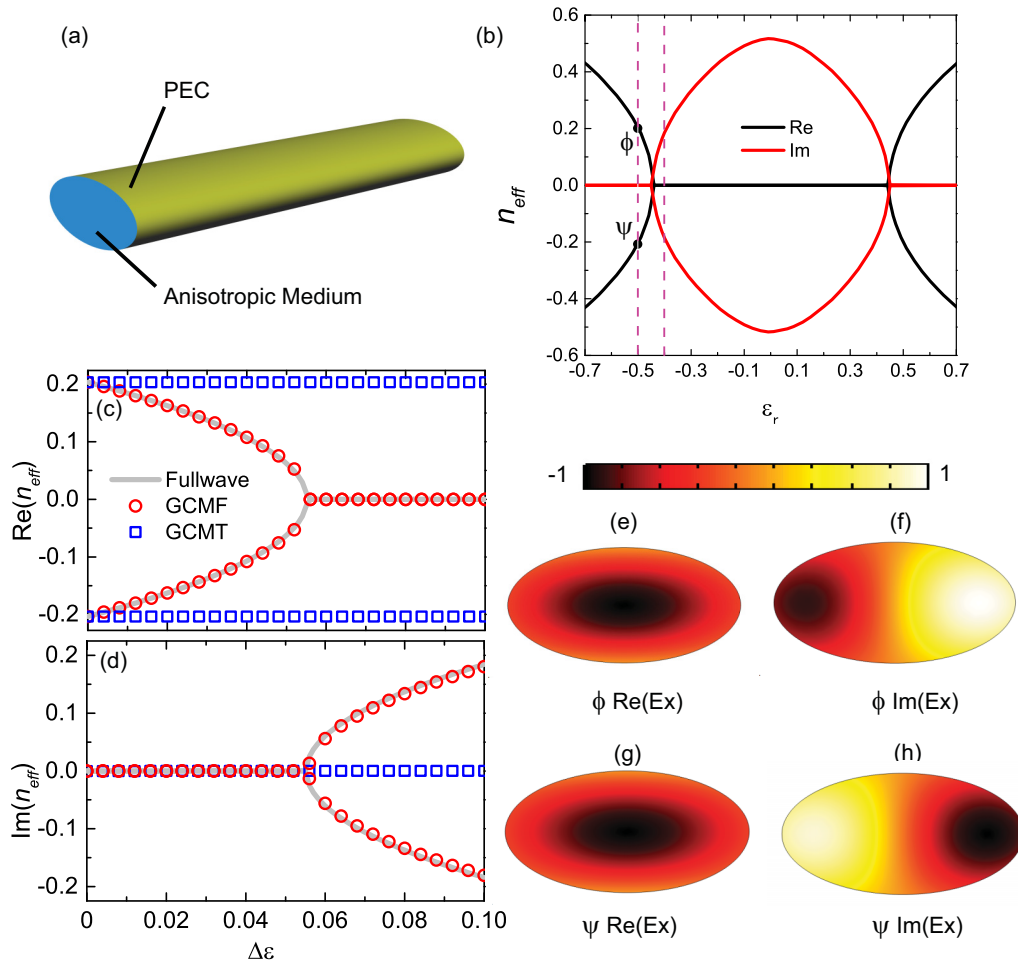 (a)
PEC
Anisotropic Medium
(b)
n_eff
0.6
0.4
0.2
0.0
-0.2
-0.4
-0.6
ϕ
ψ
Re
Im
-0.7 -0.5 -0.3 -0.1 0.1 0.3 0.5 0.7
ε_r
(c)
Re(n_eff)
0.2
0.1
0.0
-0.1
-0.2
Fullwave
GCMF
GCMT
(d)
Im(n_eff)
0.2
0.1
0.0
-0.1
-0.2
0 0.02 0.04 0.06 0.08 0.10
Δε
-1 1
(e)
ϕ Re(Ex)
(f)
ϕ Im(Ex)
(g)
ψ Re(Ex)
(h)
ψ Im(Ex)